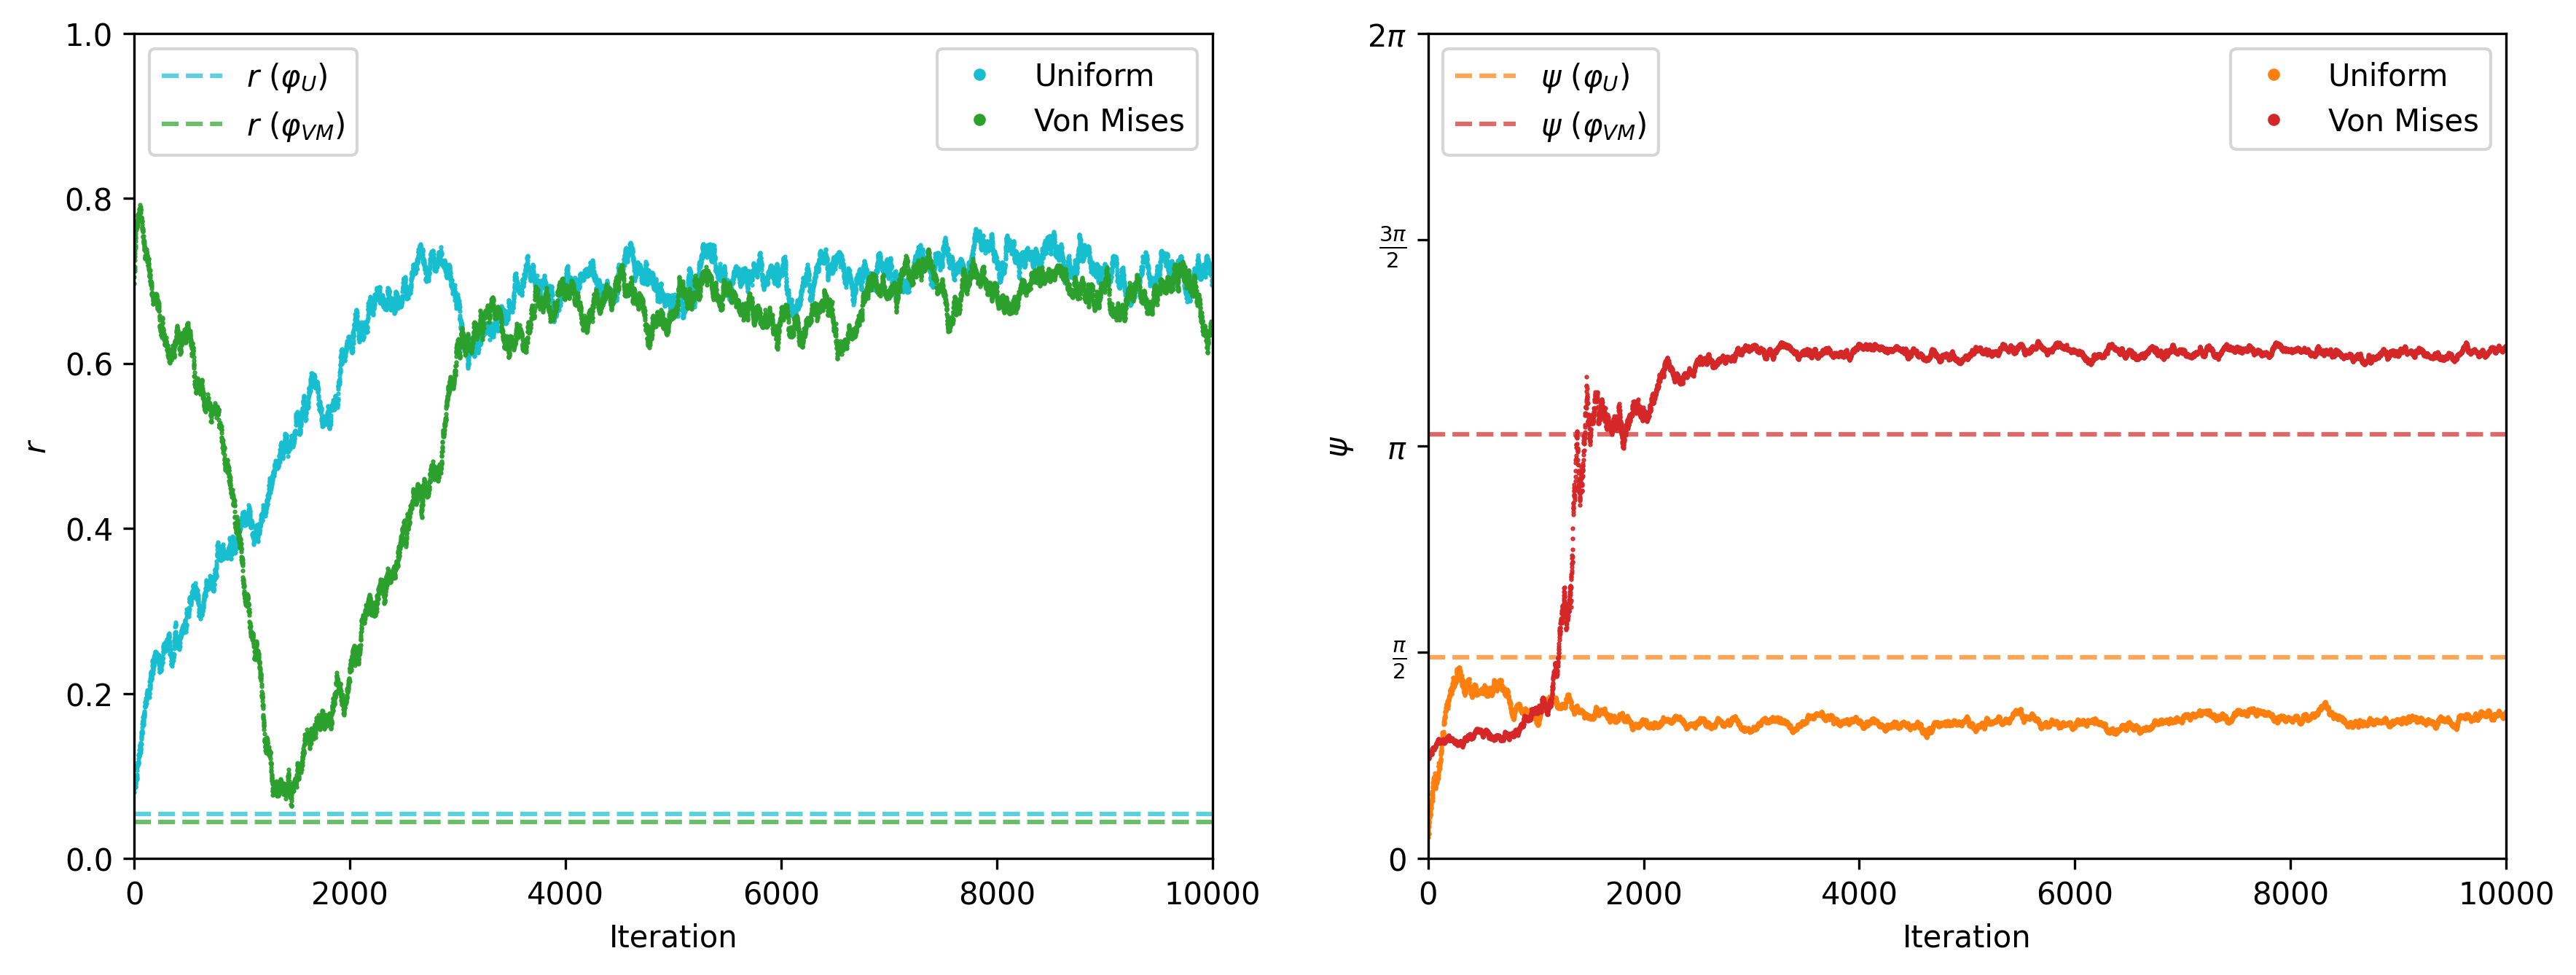 1.0
0.8
0.6
0.4
0.2
0.0
r
r (φ_U)
r (φ_VM)
Uniform
Von Mises
0 2000 4000 6000 8000 10000
Iteration
2π
3π/2
π
π/2
0
ψ
ψ (φ_U)
ψ (φ_VM)
Uniform
Von Mises
0 2000 4000 6000 8000 10000
Iteration